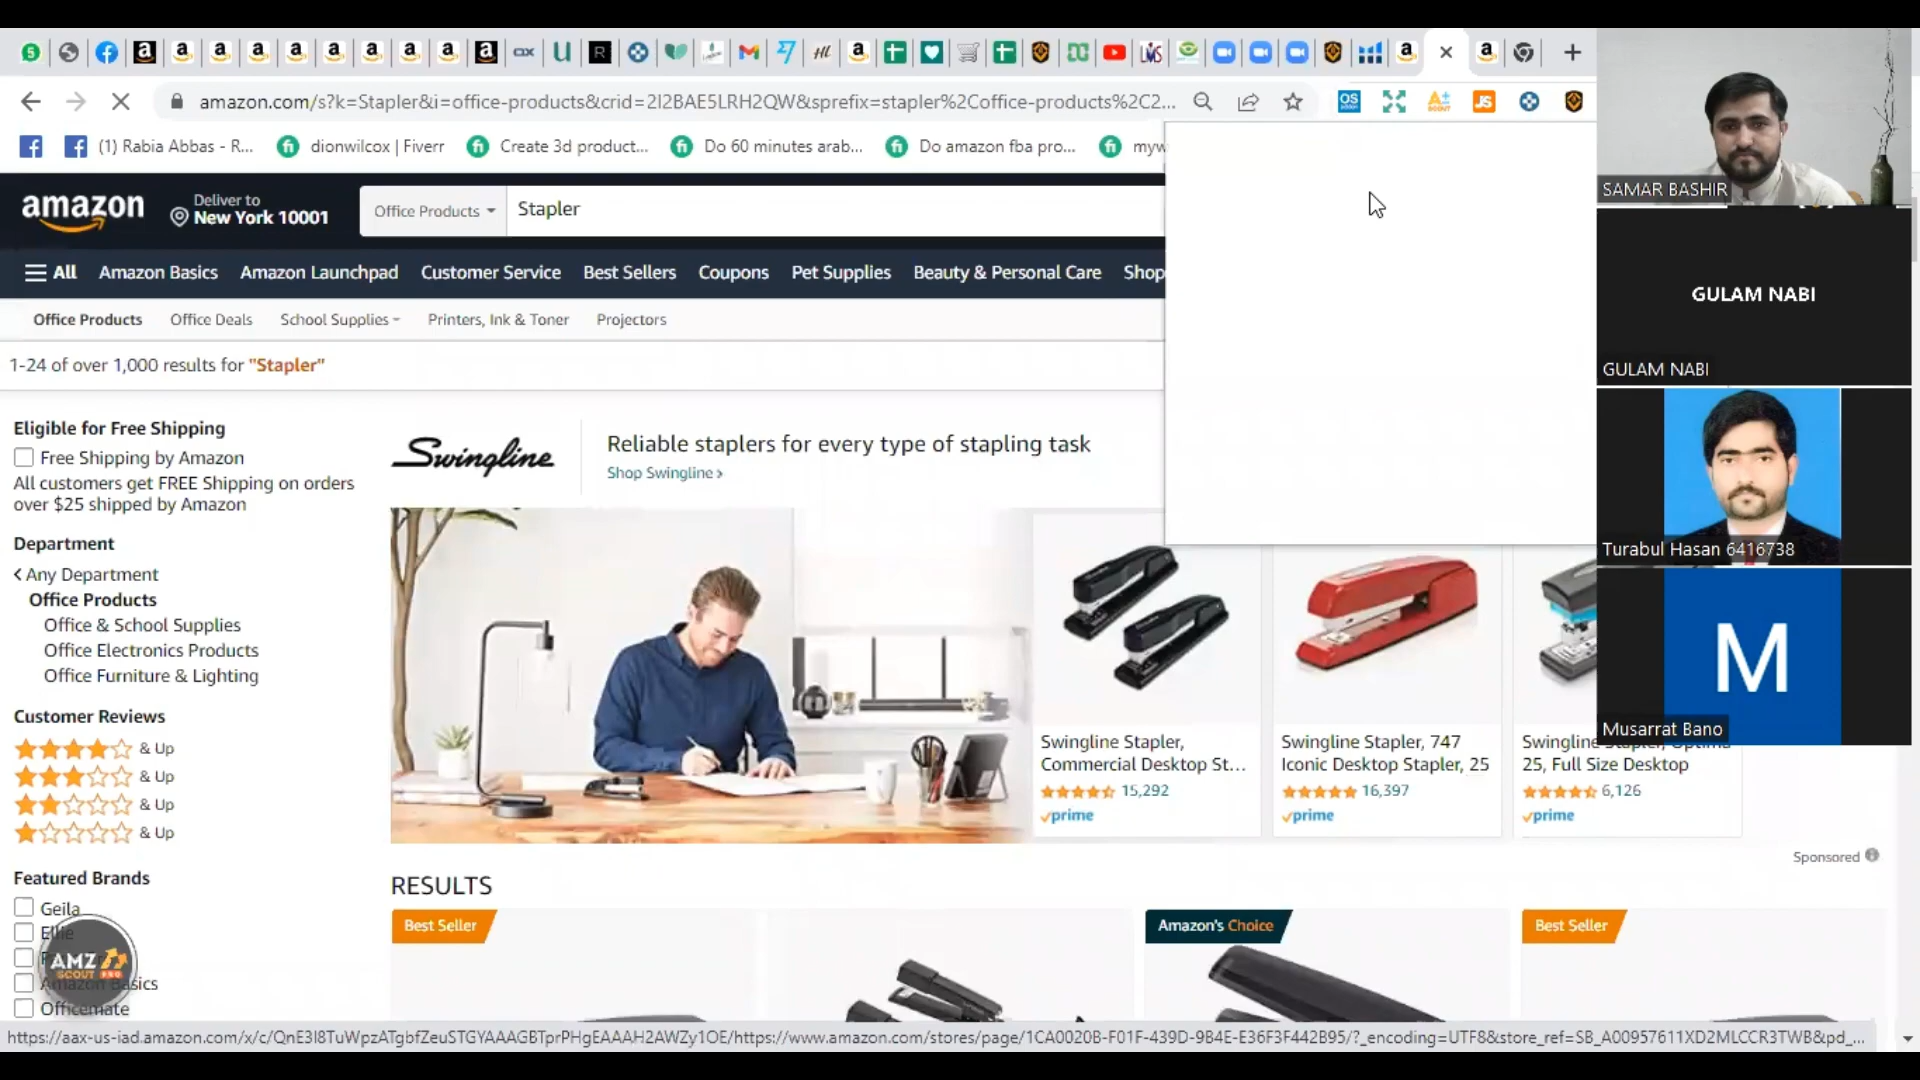 amazon.com/s?k=Stapler&i=office-products&crid=2I2BAE5LRH2QW&sprefix=stapler%2Coffice-products%2C2...
(1) Rabia Abbas - R...
dionwilcox | Fiverr
Create 3d product...
Do 60 minutes arab...
Do amazon fba pro...
myw
amazon
Deliver to
New York 10001
Office Products
Stapler
All
Amazon Basics
Amazon Launchpad
Customer Service
Best Sellers
Coupons
Pet Supplies
Beauty & Personal Care
Shop
Office Products
Office Deals
School Supplies
Printers, Ink & Toner
Projectors
1-24 of over 1,000 results for "Stapler"
Eligible for Free Shipping
Free Shipping by Amazon
All customers get FREE Shipping on orders
over $25 shipped by Amazon
Department
Any Department
Office Products
Office & School Supplies
Office Electronics Products
Office Furniture & Lighting
Customer Reviews
& Up
& Up
& Up
& Up
Featured Brands
Geila
Ellie
Amazon Basics
Officemate
AMZ
SCOUT PRO
Swingline
Reliable staplers for every type of stapling task
Shop Swingline ›
Swingline Stapler,
Commercial Desktop St...
15,292
prime
Swingline Stapler, 747
Iconic Desktop Stapler, 25
16,397
prime
Swingline Stapler, Optima
25, Full Size Desktop
6,126
prime
Sponsored
RESULTS
Best Seller
Amazon's Choice
Best Seller
SAMAR BASHIR
GULAM NABI
GULAM NABI
Turabul Hasan 6416738
M
Musarrat Bano
https://aax-us-iad.amazon.com/x/c/QnE3I8TuWpzATgbfZeuSTGYAAAGBTprPHgEAAAH2AWZy1OE/https://www.amazon.com/stores/page/1CA0020B-F01F-439D-9B4E-E36F3F442B95/?_encoding=UTF8&store_ref=SB_A00957611XD2MLCCR3TWB&pd_...